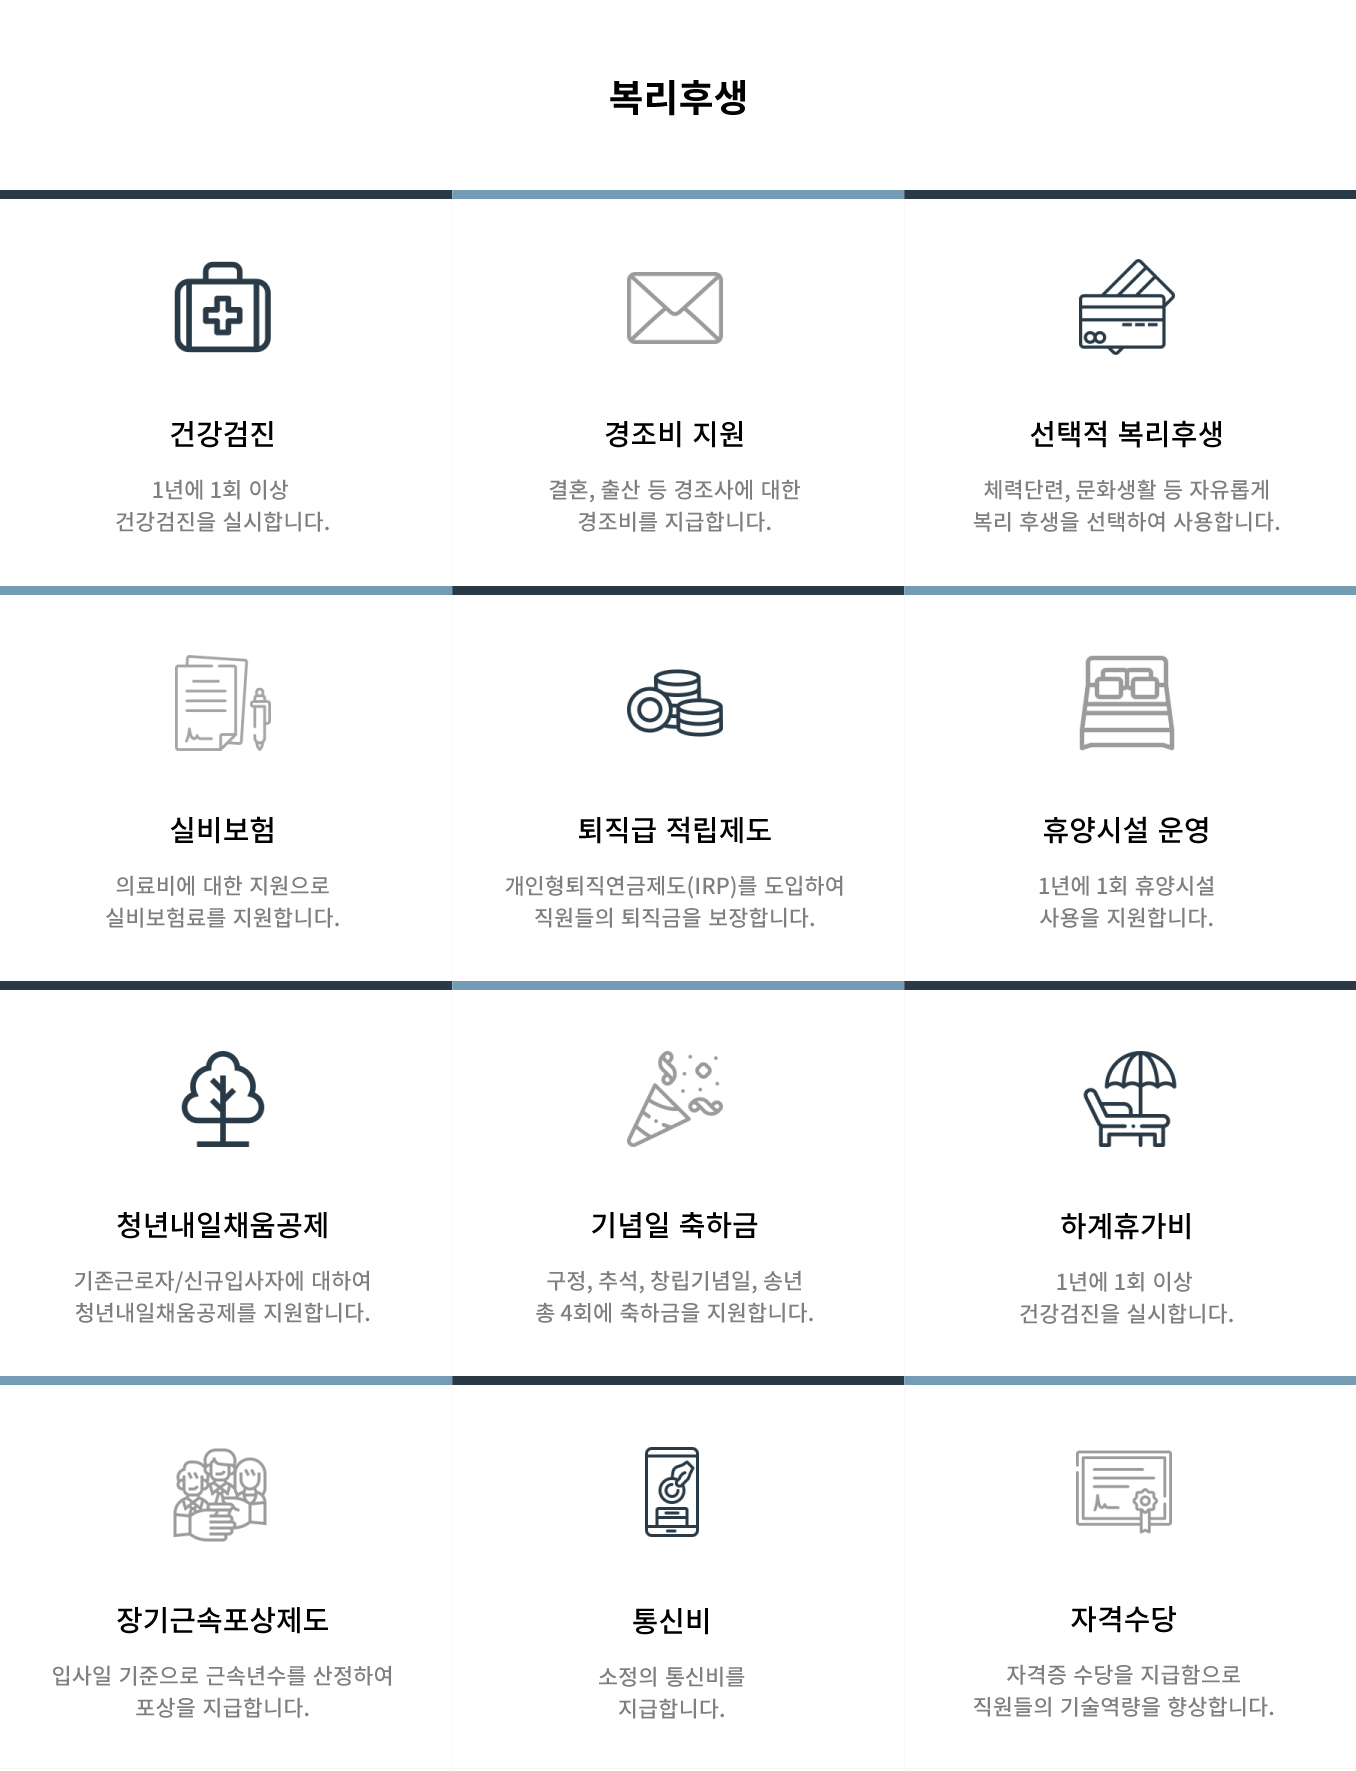 복리후생
건강검진
1년에 1회 이상
건강검진을 실시합니다.
경조비 지원
결혼, 출산 등 경조사에 대한
경조비를 지급합니다.
선택적 복리후생
체력단련, 문화생활 등 자유롭게
복리 후생을 선택하여 사용합니다.
실비보험
의료비에 대한 지원으로
실비보험료를 지원합니다.
퇴직급 적립제도
개인형퇴직연금제도(IRP)를 도입하여
직원들의 퇴직금을 보장합니다.
휴양시설 운영
1년에 1회 휴양시설
사용을 지원합니다.
청년내일채움공제
기존근로자/신규입사자에 대하여
청년내일채움공제를 지원합니다.
기념일 축하금
구정, 추석, 창립기념일, 송년
총 4회에 축하금을 지원합니다.
하계휴가비
1년에 1회 이상
건강검진을 실시합니다.
장기근속포상제도
입사일 기준으로 근속년수를 산정하여
포상을 지급합니다.
통신비
소정의 통신비를
지급합니다.
자격수당
자격증 수당을 지급함으로
직원들의 기술역량을 향상합니다.